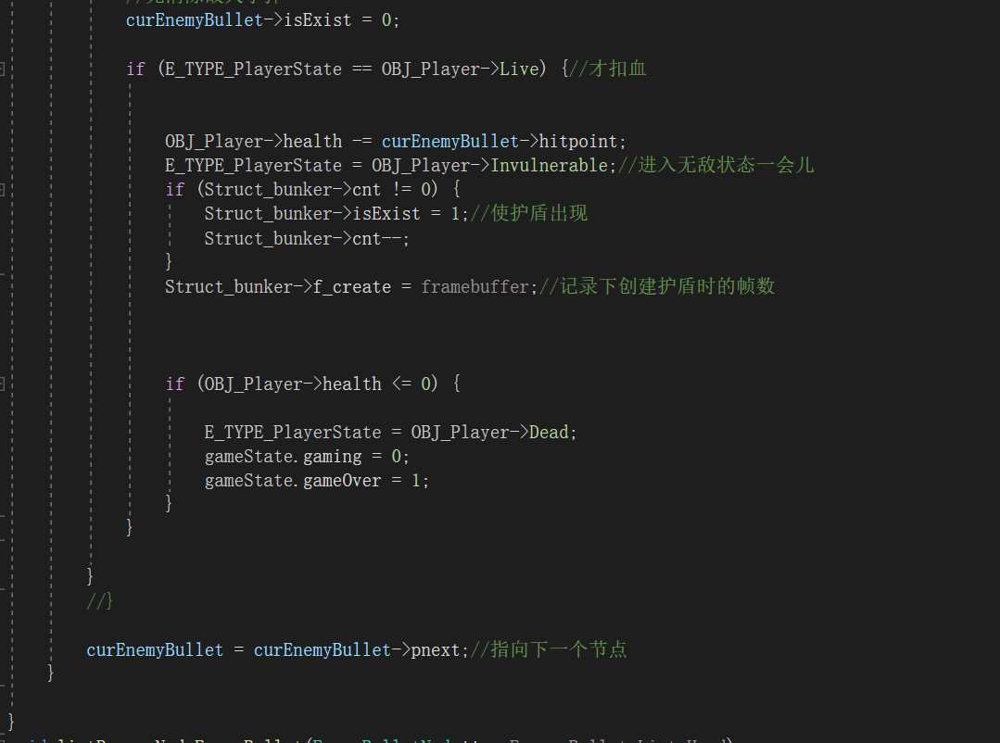 curEnemyBullet->isExist = 0;
if (E_TYPE_PlayerState == OBJ_Player->Live) {//才扣血
OBJ_Player->health -= curEnemyBullet->hitpoint;
E_TYPE_PlayerState = OBJ_Player->Invulnerable;//进入无敌状态一会儿
if (Struct_bunker->cnt != 0) {
Struct_bunker->isExist = 1;//使护盾出现
Struct_bunker->cnt--;
}
Struct_bunker->f_create = framebuffer;//记录下创建护盾时的帧数
if (OBJ_Player->health <= 0) {
E_TYPE_PlayerState = OBJ_Player->Dead;
gameState.gaming = 0;
gameState.gameOver = 1;
}
}
}
//}
curEnemyBullet = curEnemyBullet->pnext;//指向下一个节点
}
}